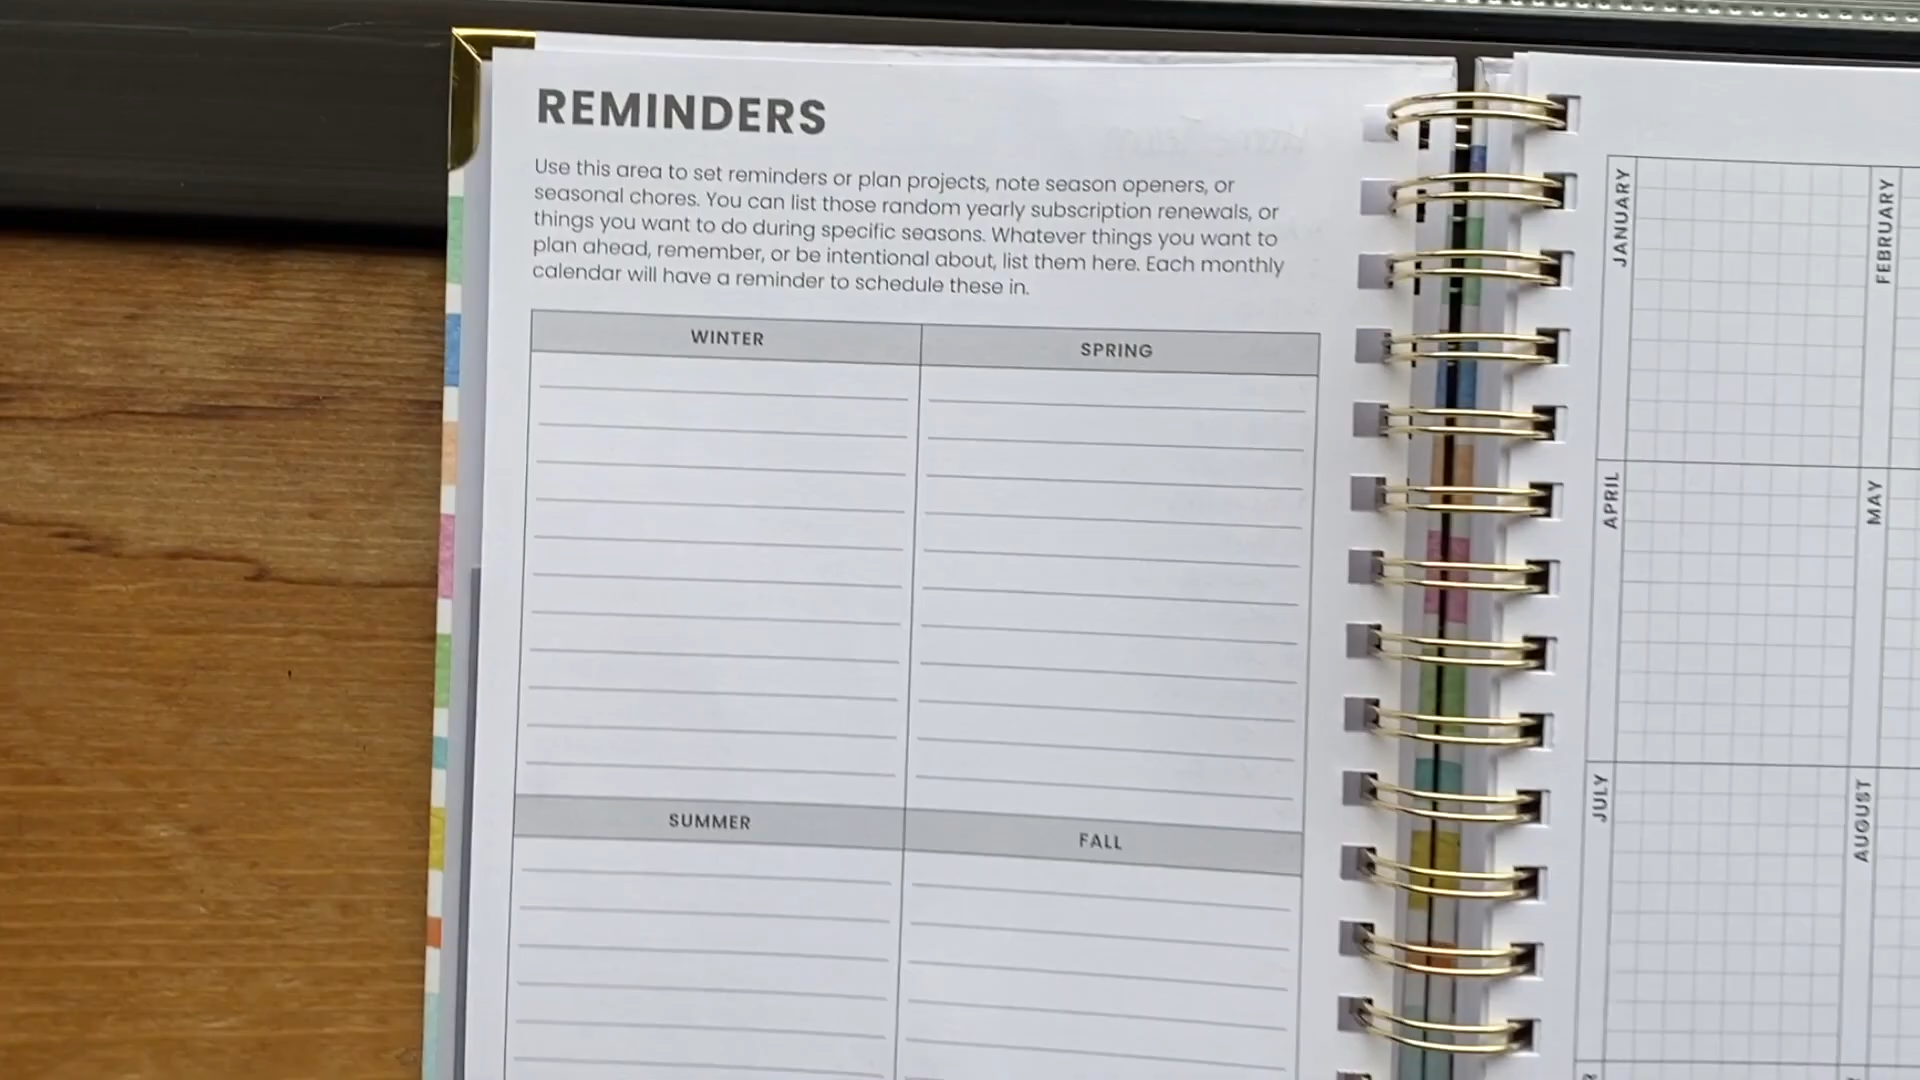 REMINDERS
Use this area to set reminders or plan projects, note season openers, or
seasonal chores. You can list those random yearly subscription renewals, or
things you want to do during specific seasons. Whatever things you want to
plan ahead, remember, or be intentional about, list them here. Each monthly
calendar will have a reminder to schedule these in.
WINTER
SPRING
SUMMER
FALL
JANUARY
FEBRUARY
APRIL
MAY
JULY
AUGUST